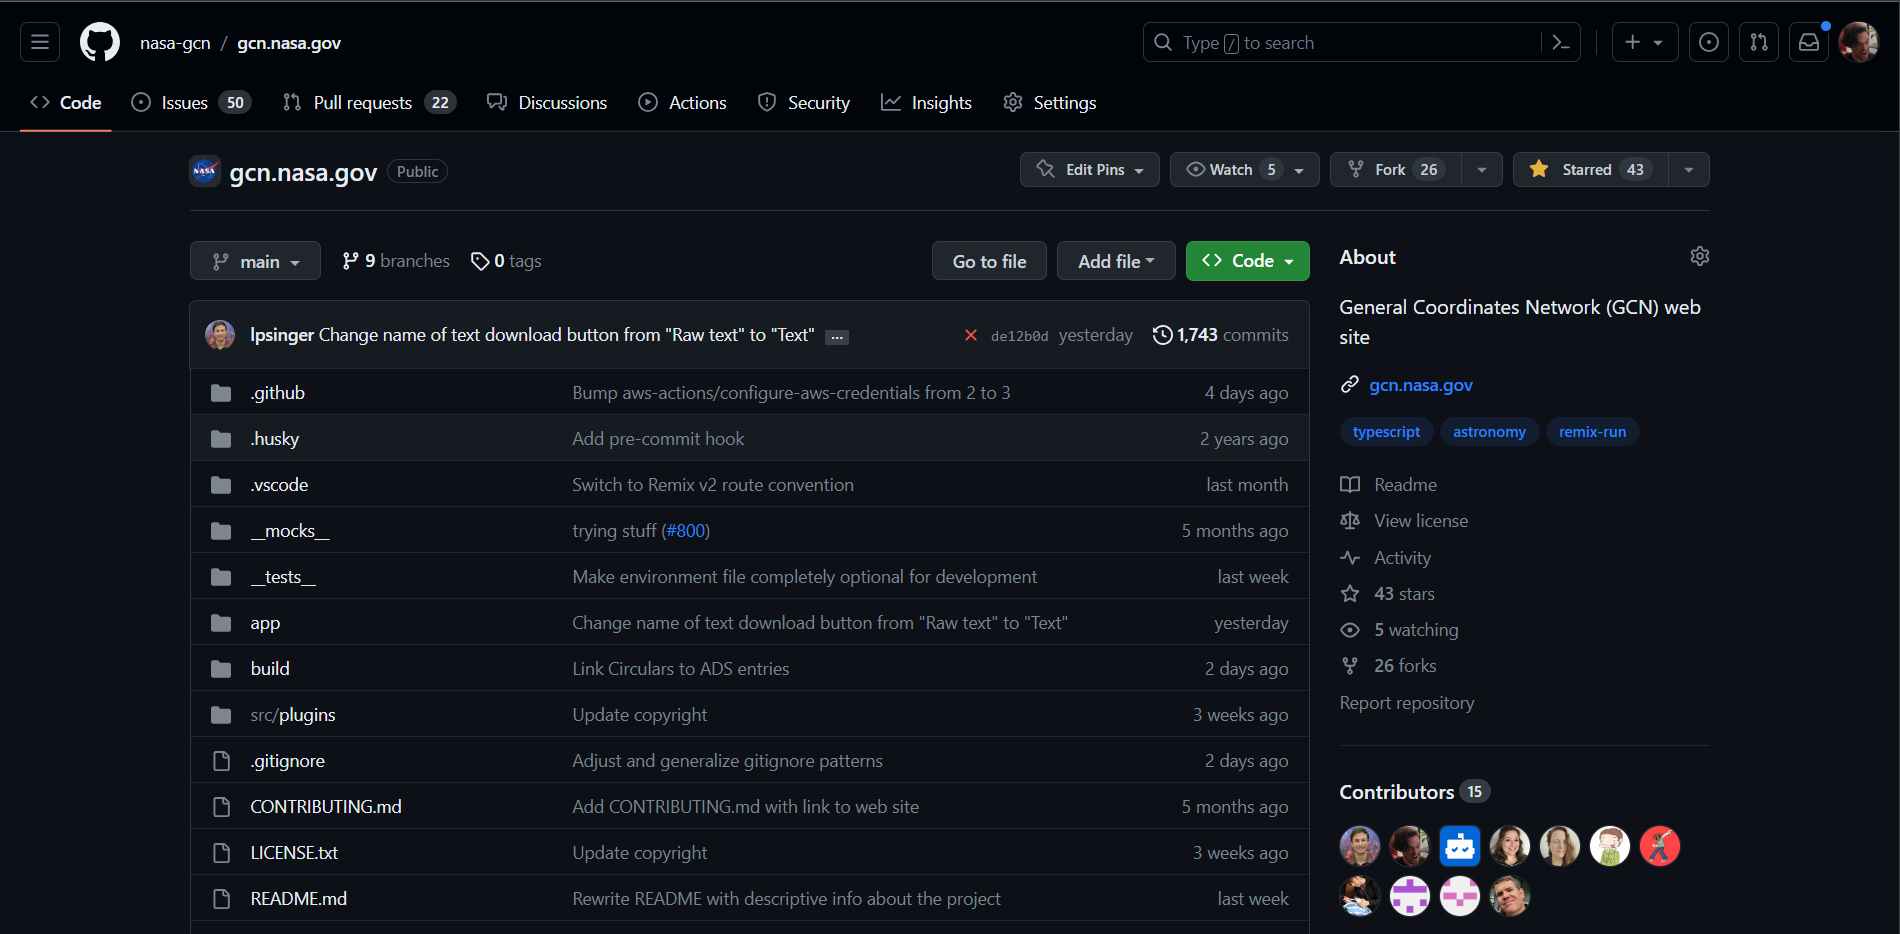 nasa-gcn / gcn.nasa.gov
Type / to search
Code Issues 50 Pull requests 22 Discussions Actions Security Insights Settings
NASA gcn.nasa.gov Public
Edit Pins Watch 5 Fork 26 Starred 43
main 9 branches 0 tags Go to file Add file Code
lpsinger Change name of text download button from "Raw text" to "Text" ... de12b0d yesterday 1,743 commits
.github Bump aws-actions/configure-aws-credentials from 2 to 3 4 days ago
.husky Add pre-commit hook 2 years ago
.vscode Switch to Remix v2 route convention last month
__mocks__ trying stuff (#800) 5 months ago
__tests__ Make environment file completely optional for development last week
app Change name of text download button from "Raw text" to "Text" yesterday
build Link Circulars to ADS entries 2 days ago
src/plugins Update copyright 3 weeks ago
.gitignore Adjust and generalize gitignore patterns 2 days ago
CONTRIBUTING.md Add CONTRIBUTING.md with link to web site 5 months ago
LICENSE.txt Update copyright 3 weeks ago
README.md Rewrite README with descriptive info about the project last week
About
General Coordinates Network (GCN) web
site
gcn.nasa.gov
typescript astronomy remix-run
Readme
View license
Activity
43 stars
5 watching
26 forks
Report repository
Contributors 15